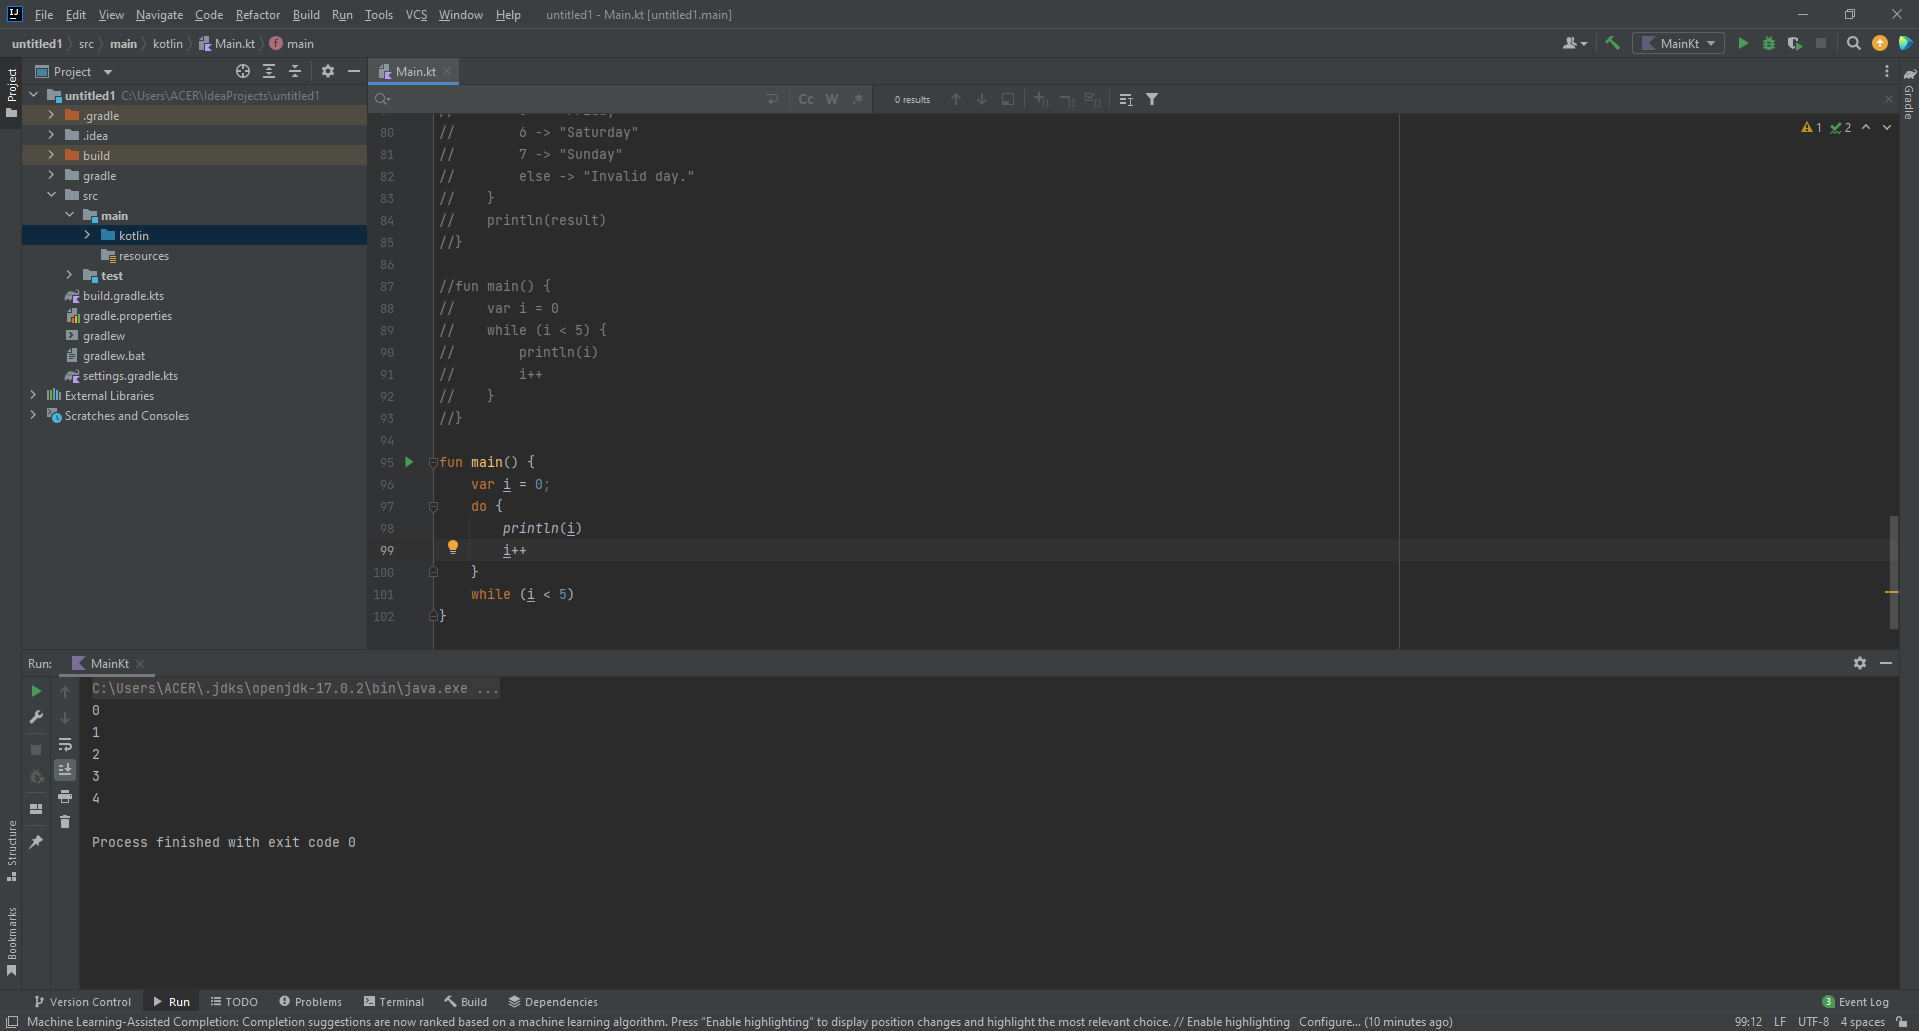 File Edit View Navigate Code Refactor Build Run Tools VCS Window Help untitled1 - Main.kt [untitled1.main]
untitled1 src main kotlin Main.kt main MainKt
Project
Project
Main.kt
Gradle
untitled1 C:\Users\ACER\IdeaProjects\untitled1
.gradle
.idea
build
gradle
src
main
kotlin
resources
test
build.gradle.kts
gradle.properties
gradlew
gradlew.bat
settings.gradle.kts
External Libraries
Scratches and Consoles
Cc W .* 0 results
1 2
80 // 6 -> "Saturday"
81 // 7 -> "Sunday"
82 // else -> "Invalid day."
83 // }
84 // println(result)
85 //}
86
87 //fun main() {
88 // var i = 0
89 // while (i < 5) {
90 // println(i)
91 // i++
92 // }
93 //}
94
95 fun main() {
96 var i = 0;
97 do {
98 println(i)
99 i++
100 }
101 while (i < 5)
102 }
Run: MainKt
C:\Users\ACER\.jdks\openjdk-17.0.2\bin\java.exe ...
0
1
2
3
4
Process finished with exit code 0
Structure
Bookmarks
Version Control Run TODO Problems Terminal Build Dependencies 3 Event Log
Machine Learning-Assisted Completion: Completion suggestions are now ranked based on a machine learning algorithm. Press "Enable highlighting" to display position changes and highlight the most relevant choice. // Enable highlighting Configure... (10 minutes ago) 99:12 LF UTF-8 4 spaces